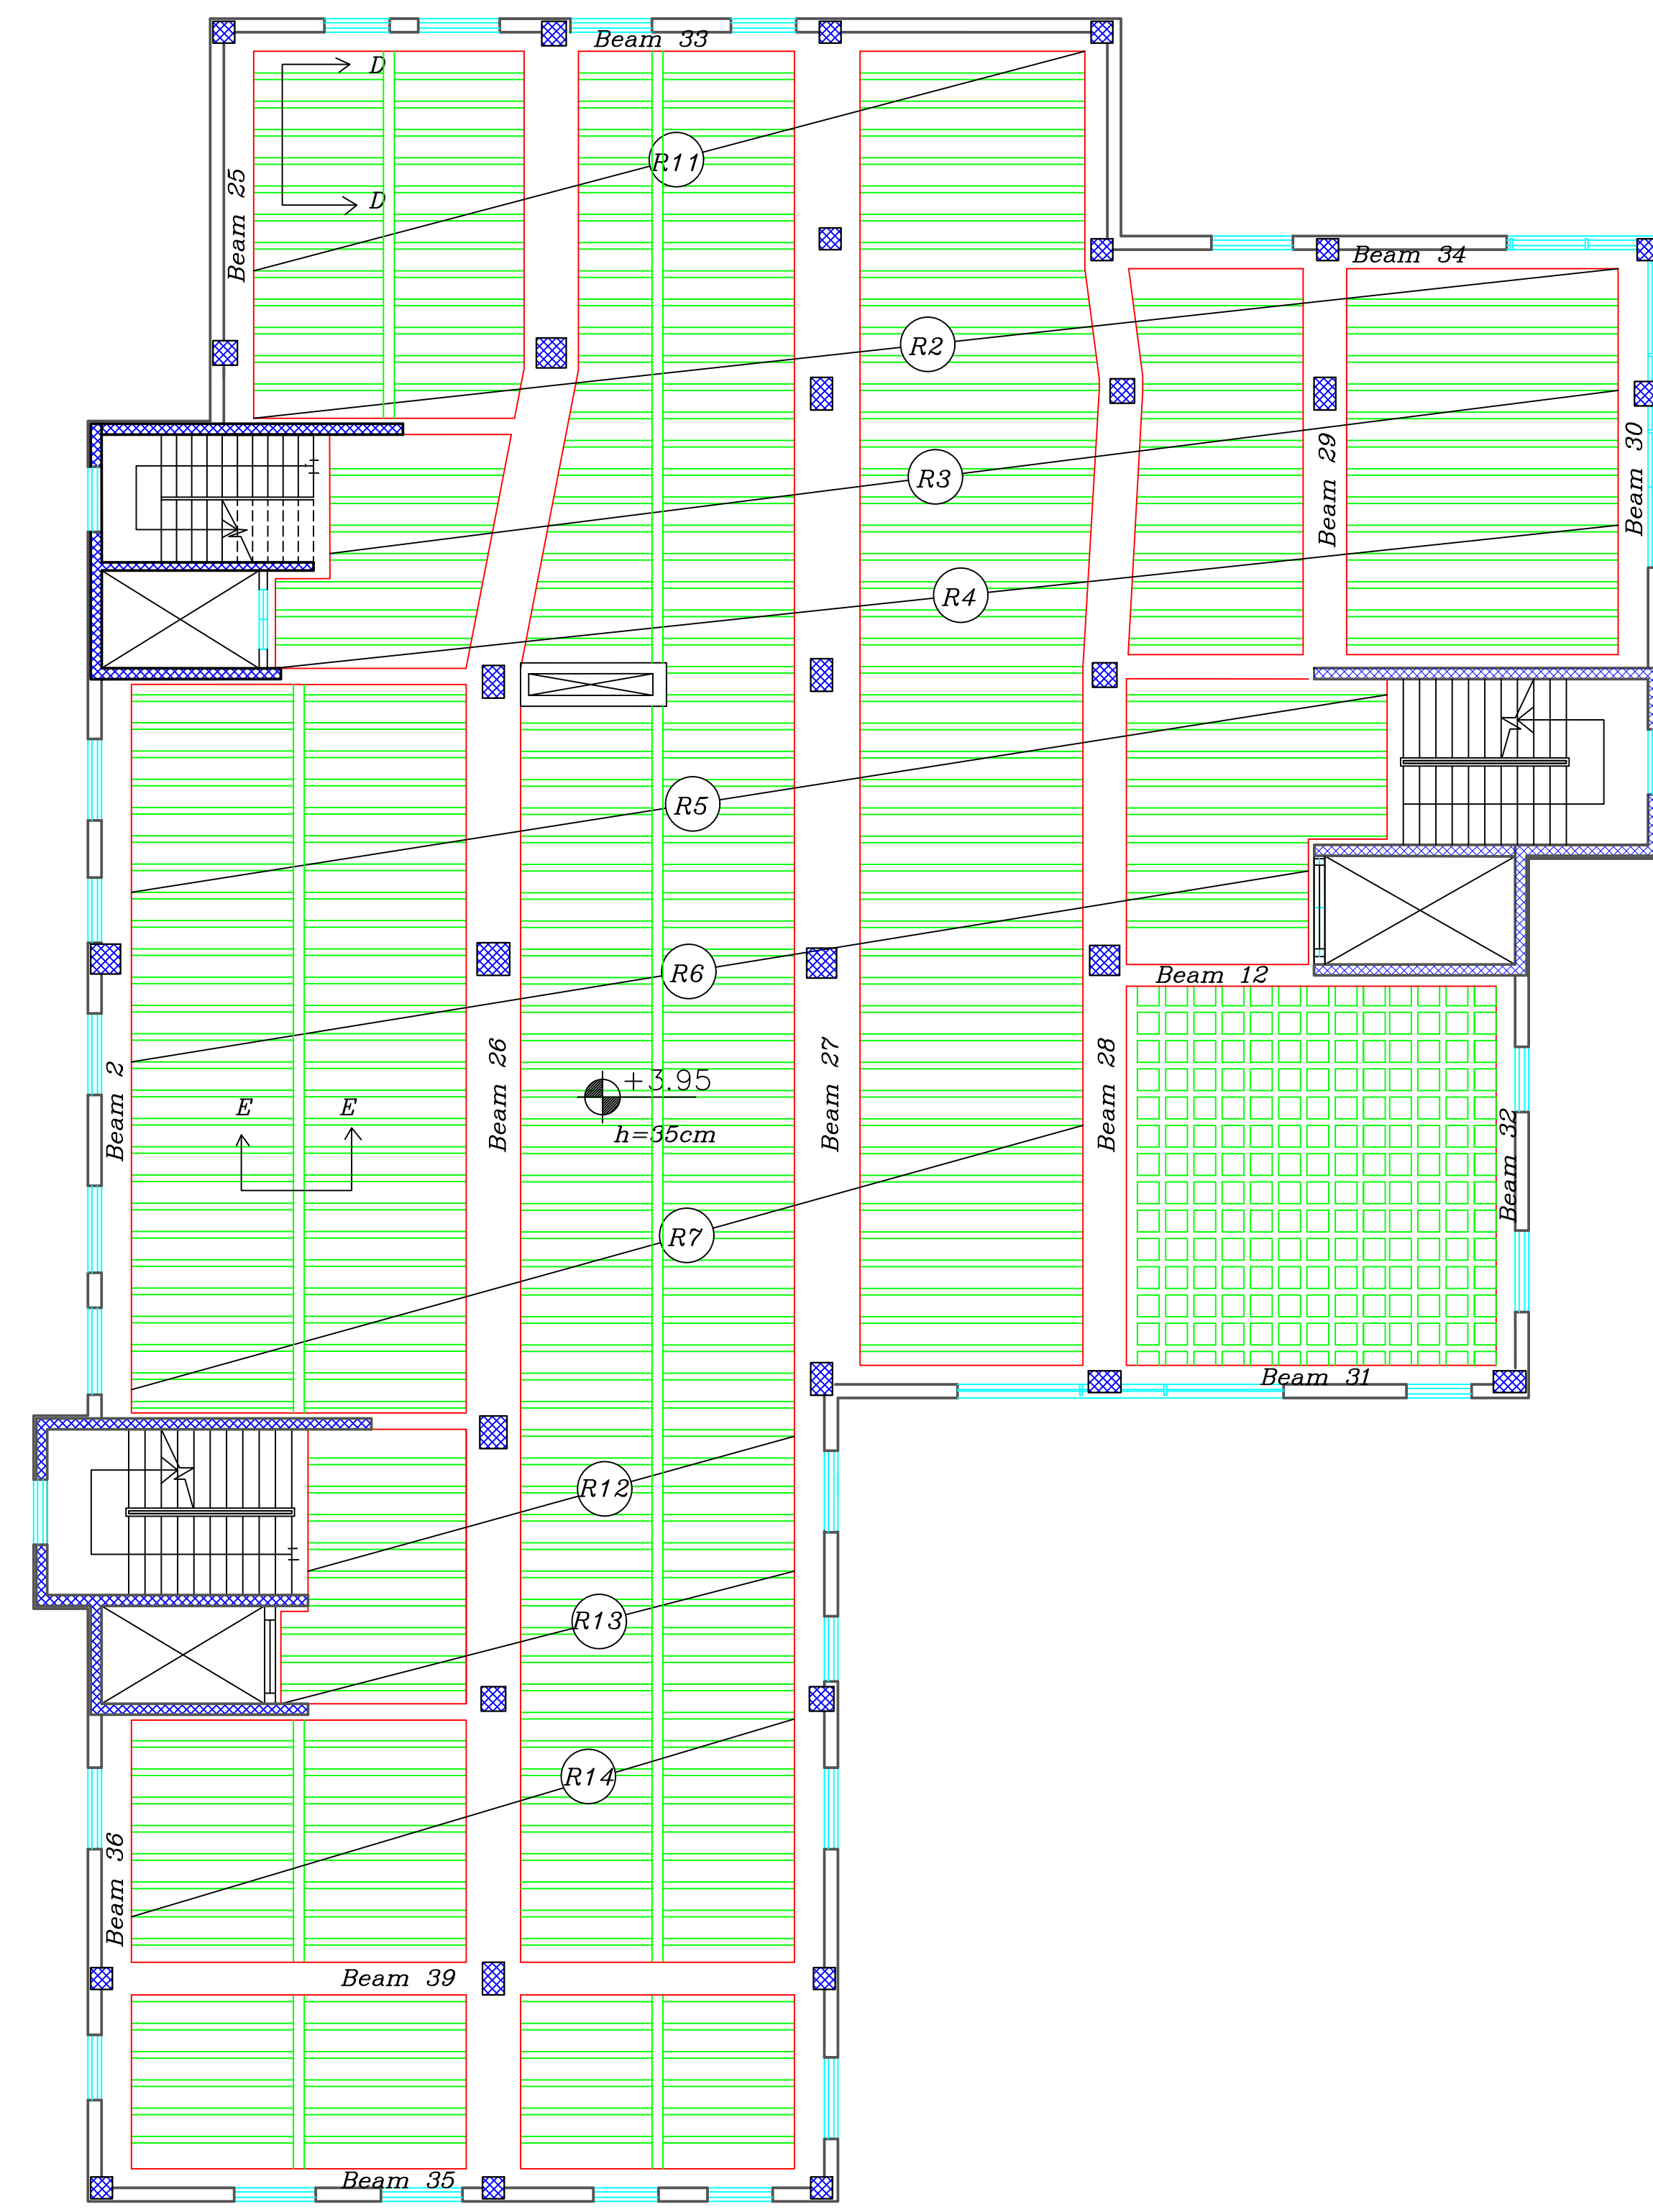 Beam 33
D
R11
D
Beam 25
Beam 34
R2
R3
Beam 29
Beam 30
R4
R5
R6
Beam 12
Beam 2
Beam 26
+3.95
h=35cm
Beam 27
Beam 28
E E
Beam 32
R7
Beam 31
R12
R13
R14
Beam 36
Beam 39
Beam 35